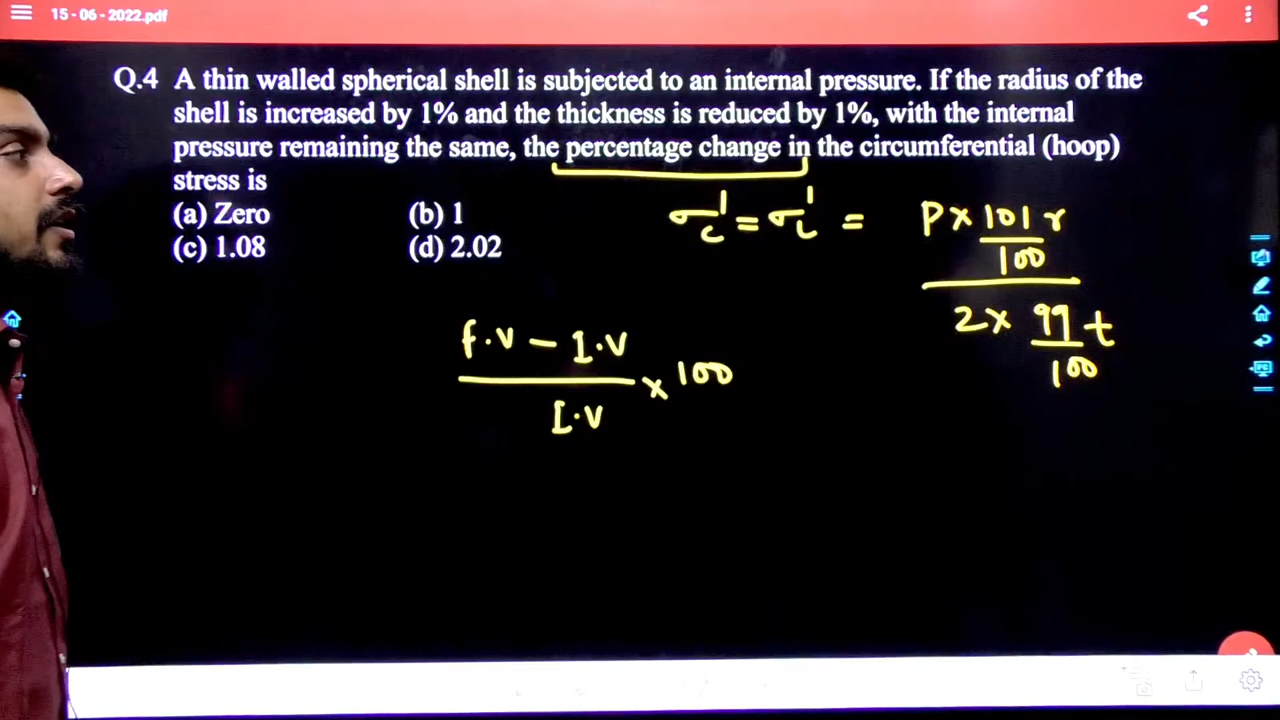 15 - 06 - 2022.pdf
Q.4 A thin walled spherical shell is subjected to an internal pressure. If the radius of the
shell is increased by 1% and the thickness is reduced by 1%, with the internal
pressure remaining the same, the percentage change in the circumferential (hoop)
stress is
(a) Zero (b) 1
(c) 1.08 (d) 2.02
σc' = σL' = P × 101 r
100
2 × 99 t
100
f.v − I.v × 100
I.v